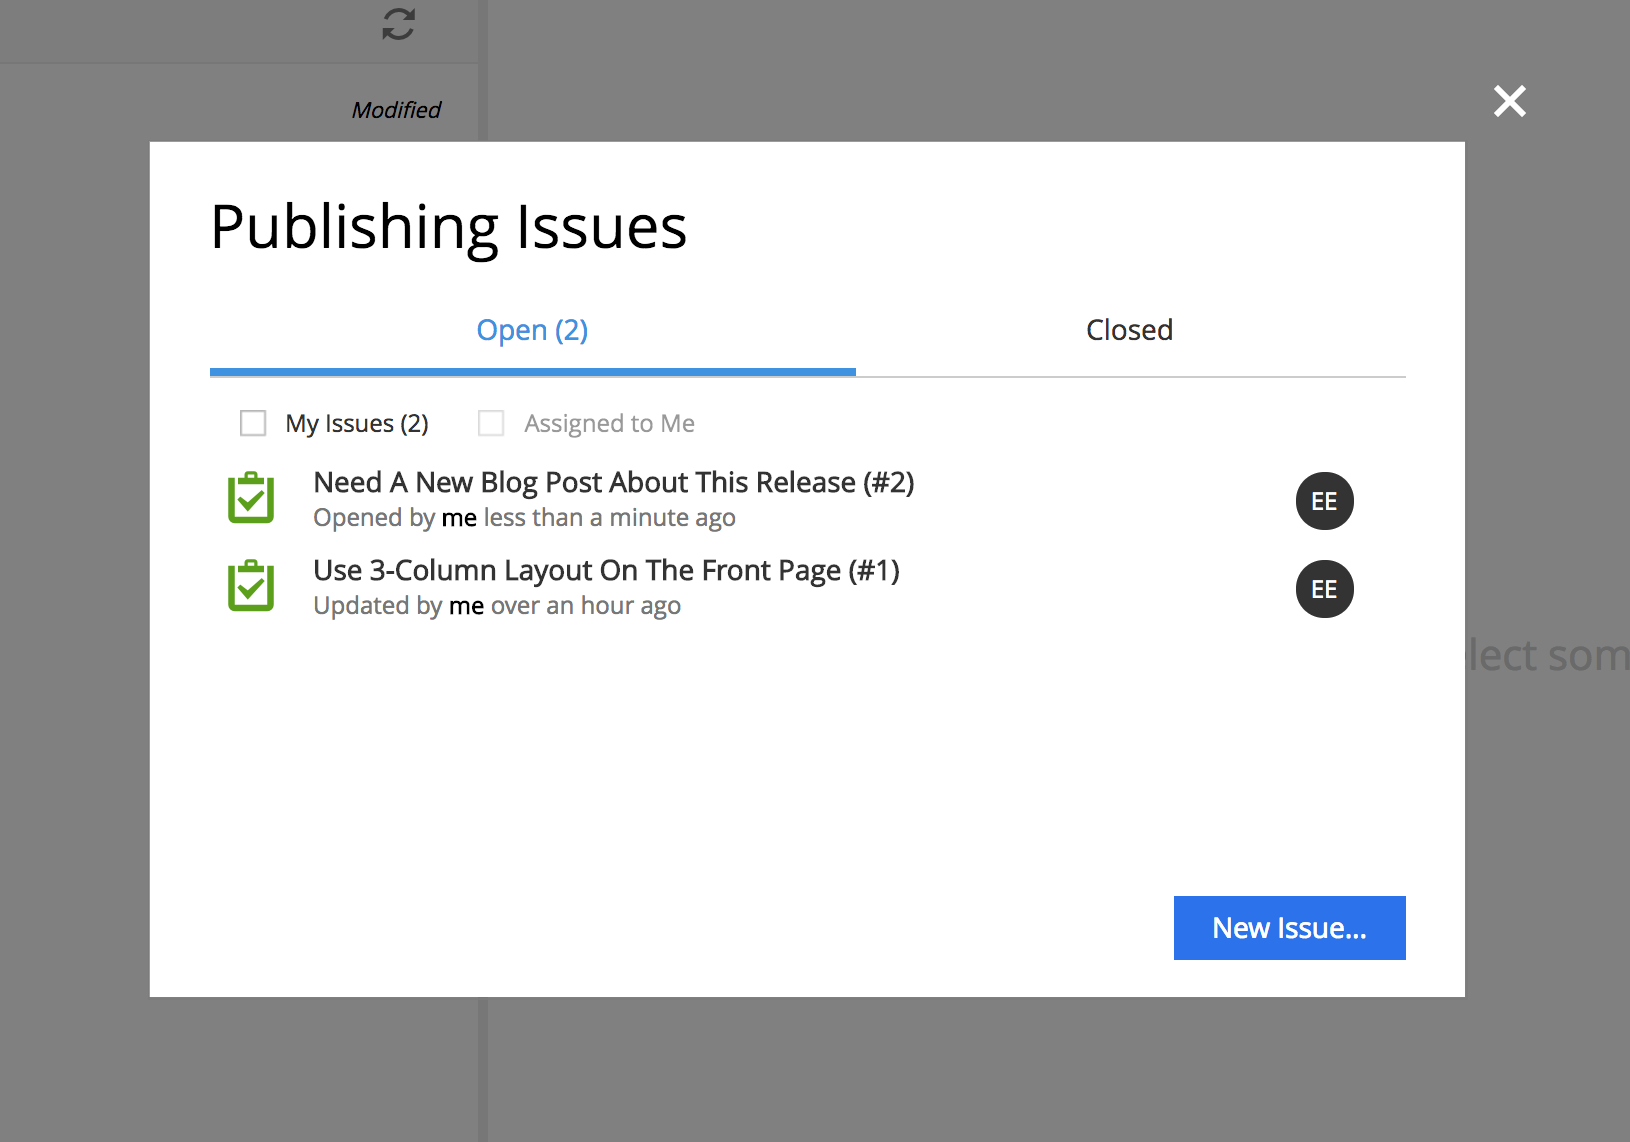 Modified
Publishing Issues
Open (2)
Closed
My Issues (2)
Assigned to Me
Need A New Blog Post About This Release (#2)
Opened by me less than a minute ago
EE
Use 3-Column Layout On The Front Page (#1)
Updated by me over an hour ago
EE
lect som
New Issue...